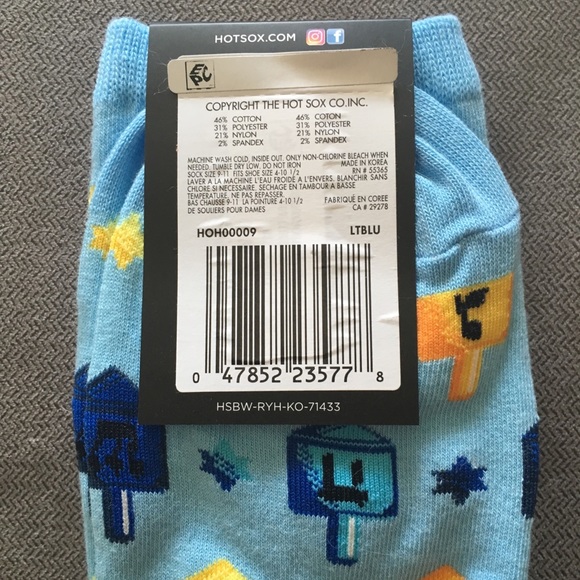 HOTSOX.COM
EPC
COPYRIGHT THE HOT SOX CO.INC.
46% COTTON 46% COTON
31% POLYESTER 31% POLYESTER
21% NYLON 21% NYLON
2% SPANDEX 2% SPANDEX
MACHINE WASH COLD, INSIDE OUT, ONLY NON-CHLORINE BLEACH WHEN
NEEDED. TUMBLE DRY LOW. DO NOT IRON MADE IN KOREA
SOCK SIZE 9-11 FITS SHOE SIZE 4-10 1/2 RN # 55365
LAVER A LA MACHINE L'EAU FROIDE A L'ENVERS. BLANCHIR SANS
CHLORE SI NECESSAIRE. SECHAGE EN TAMBOUR A BASSE
TEMPERATURE, NE PAS REPASSER.
BAS CHAUSSE 9-11 LA POINTURE 4-10 1/2 FABRIQUÉ EN COREE
DE SOULIERS POUR DAMES CA # 29278
HOH00009 LTBLU
0 47852 23577 8
HSBW-RYH-KO-71433